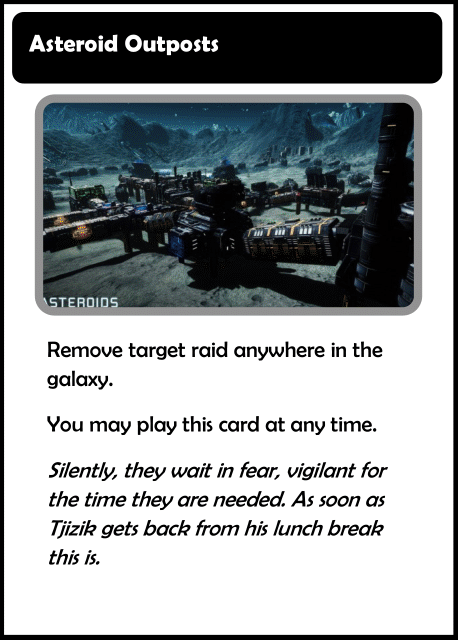 Asteroid Outposts
ASTEROIDS
Remove target raid anywhere in the
galaxy.
You may play this card at any time.
Silently, they wait in fear, vigilant for
the time they are needed. As soon as
Tjizik gets back from his lunch break
this is.